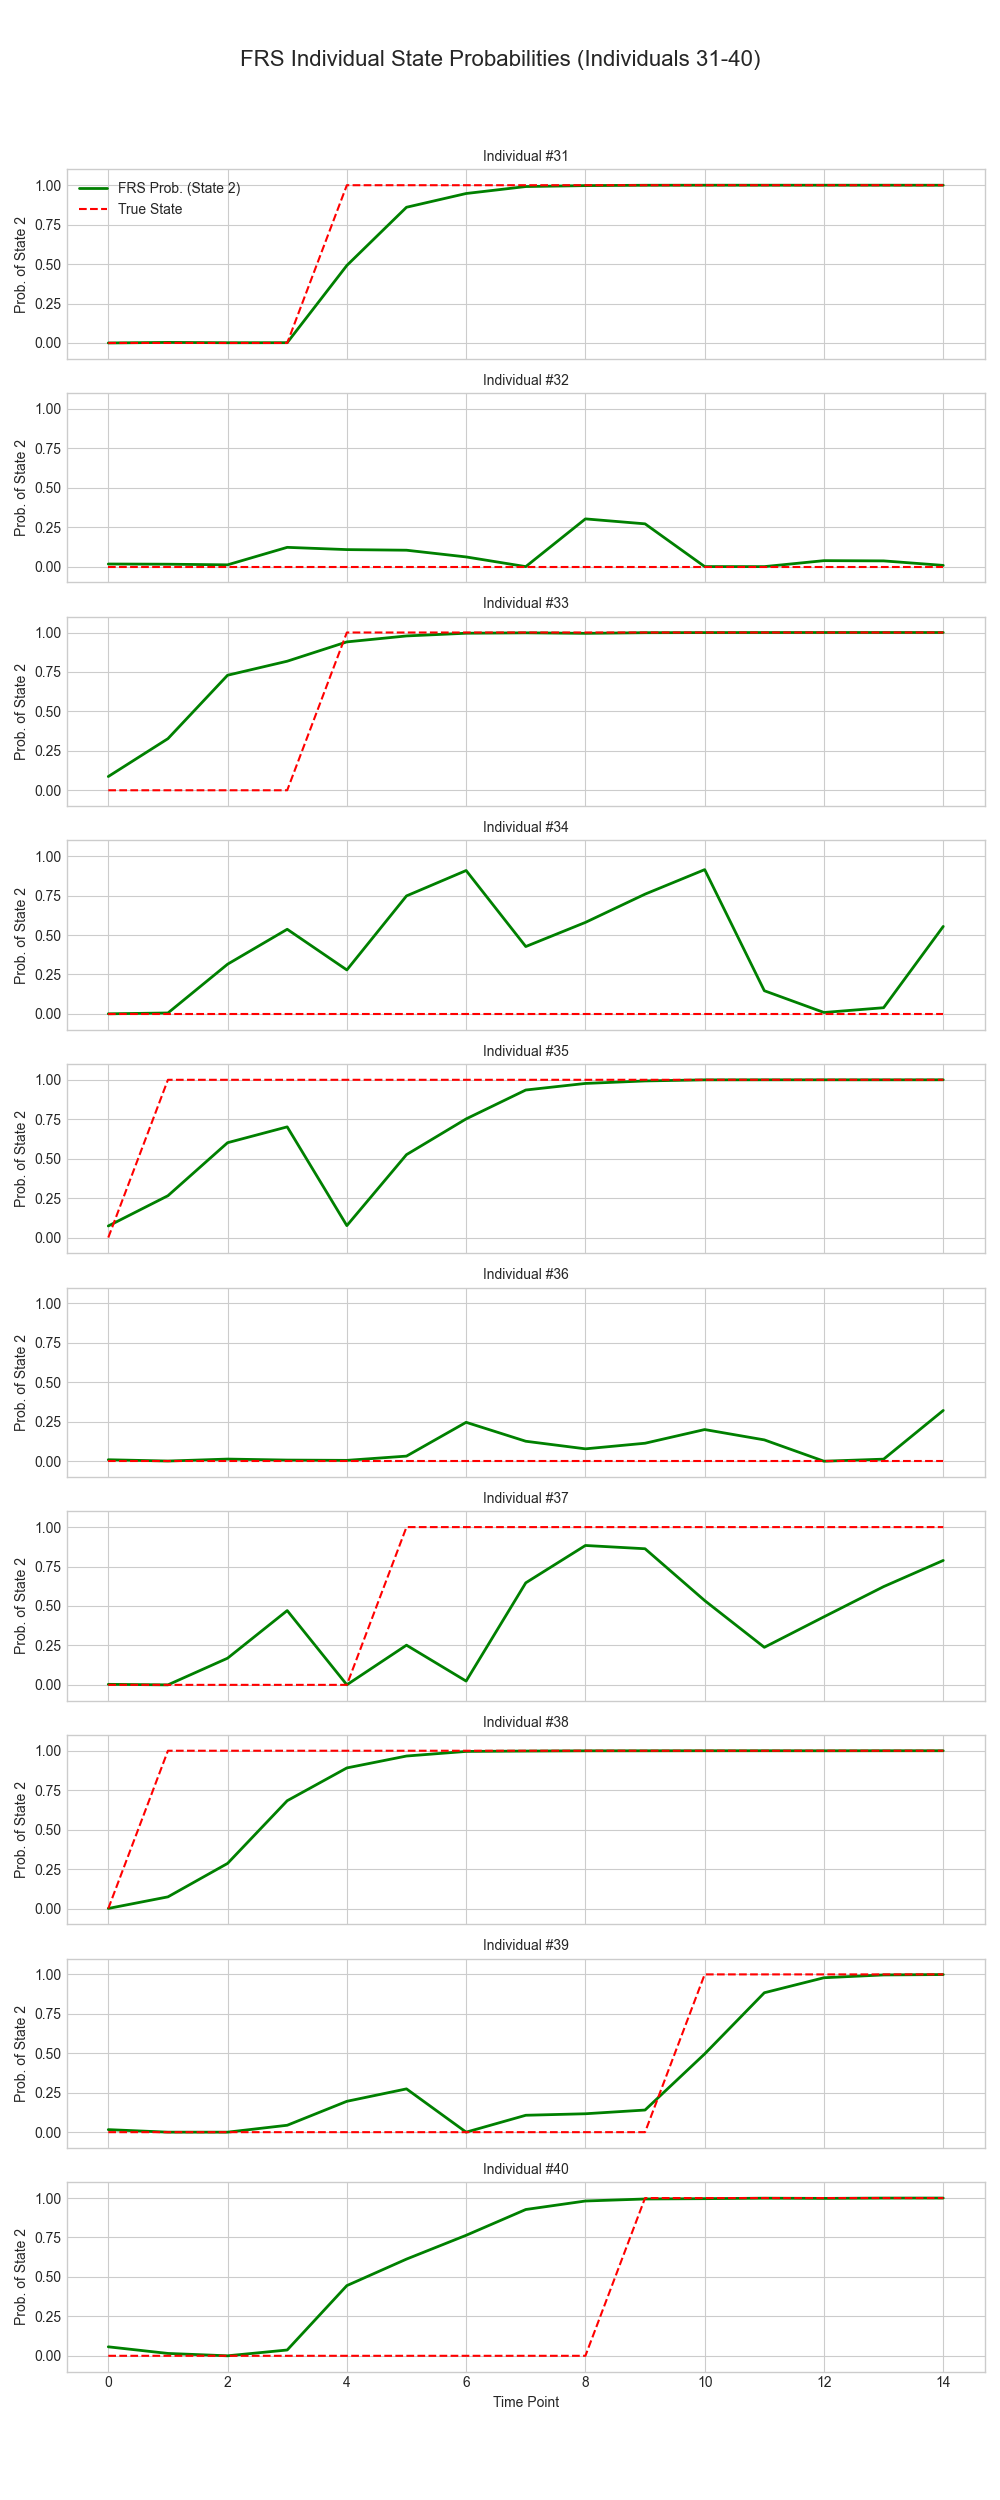 FRS Individual State Probabilities (Individuals 31-40)
Individual #31
FRS Prob. (State 2)
True State
Prob. of State 2
1.00
0.75
0.50
0.25
0.00
Individual #32
Prob. of State 2
1.00
0.75
0.50
0.25
0.00
Individual #33
Prob. of State 2
1.00
0.75
0.50
0.25
0.00
Individual #34
Prob. of State 2
1.00
0.75
0.50
0.25
0.00
Individual #35
Prob. of State 2
1.00
0.75
0.50
0.25
0.00
Individual #36
Prob. of State 2
1.00
0.75
0.50
0.25
0.00
Individual #37
Prob. of State 2
1.00
0.75
0.50
0.25
0.00
Individual #38
Prob. of State 2
1.00
0.75
0.50
0.25
0.00
Individual #39
Prob. of State 2
1.00
0.75
0.50
0.25
0.00
Individual #40
Prob. of State 2
1.00
0.75
0.50
0.25
0.00
0 2 4 6 8 10 12 14
Time Point